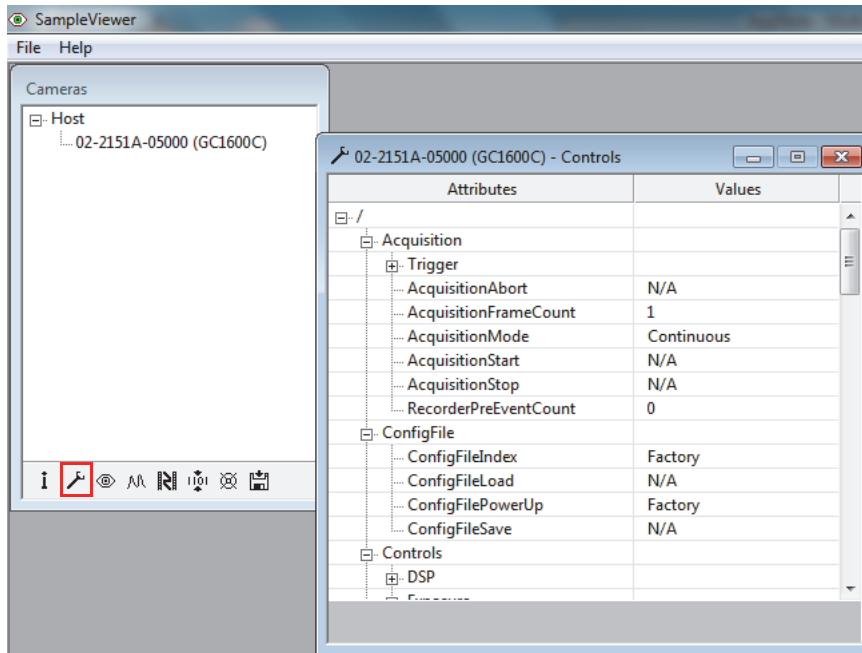 SampleViewer
File Help
Cameras
Host
02-2151A-05000 (GC1600C)
02-2151A-05000 (GC1600C) - Controls
Attributes Values
/
Acquisition
Trigger
AcquisitionAbort N/A
AcquisitionFrameCount 1
AcquisitionMode Continuous
AcquisitionStart N/A
AcquisitionStop N/A
RecorderPreEventCount 0
ConfigFile
ConfigFileIndex Factory
ConfigFileLoad N/A
ConfigFilePowerUp Factory
ConfigFileSave N/A
Controls
DSP